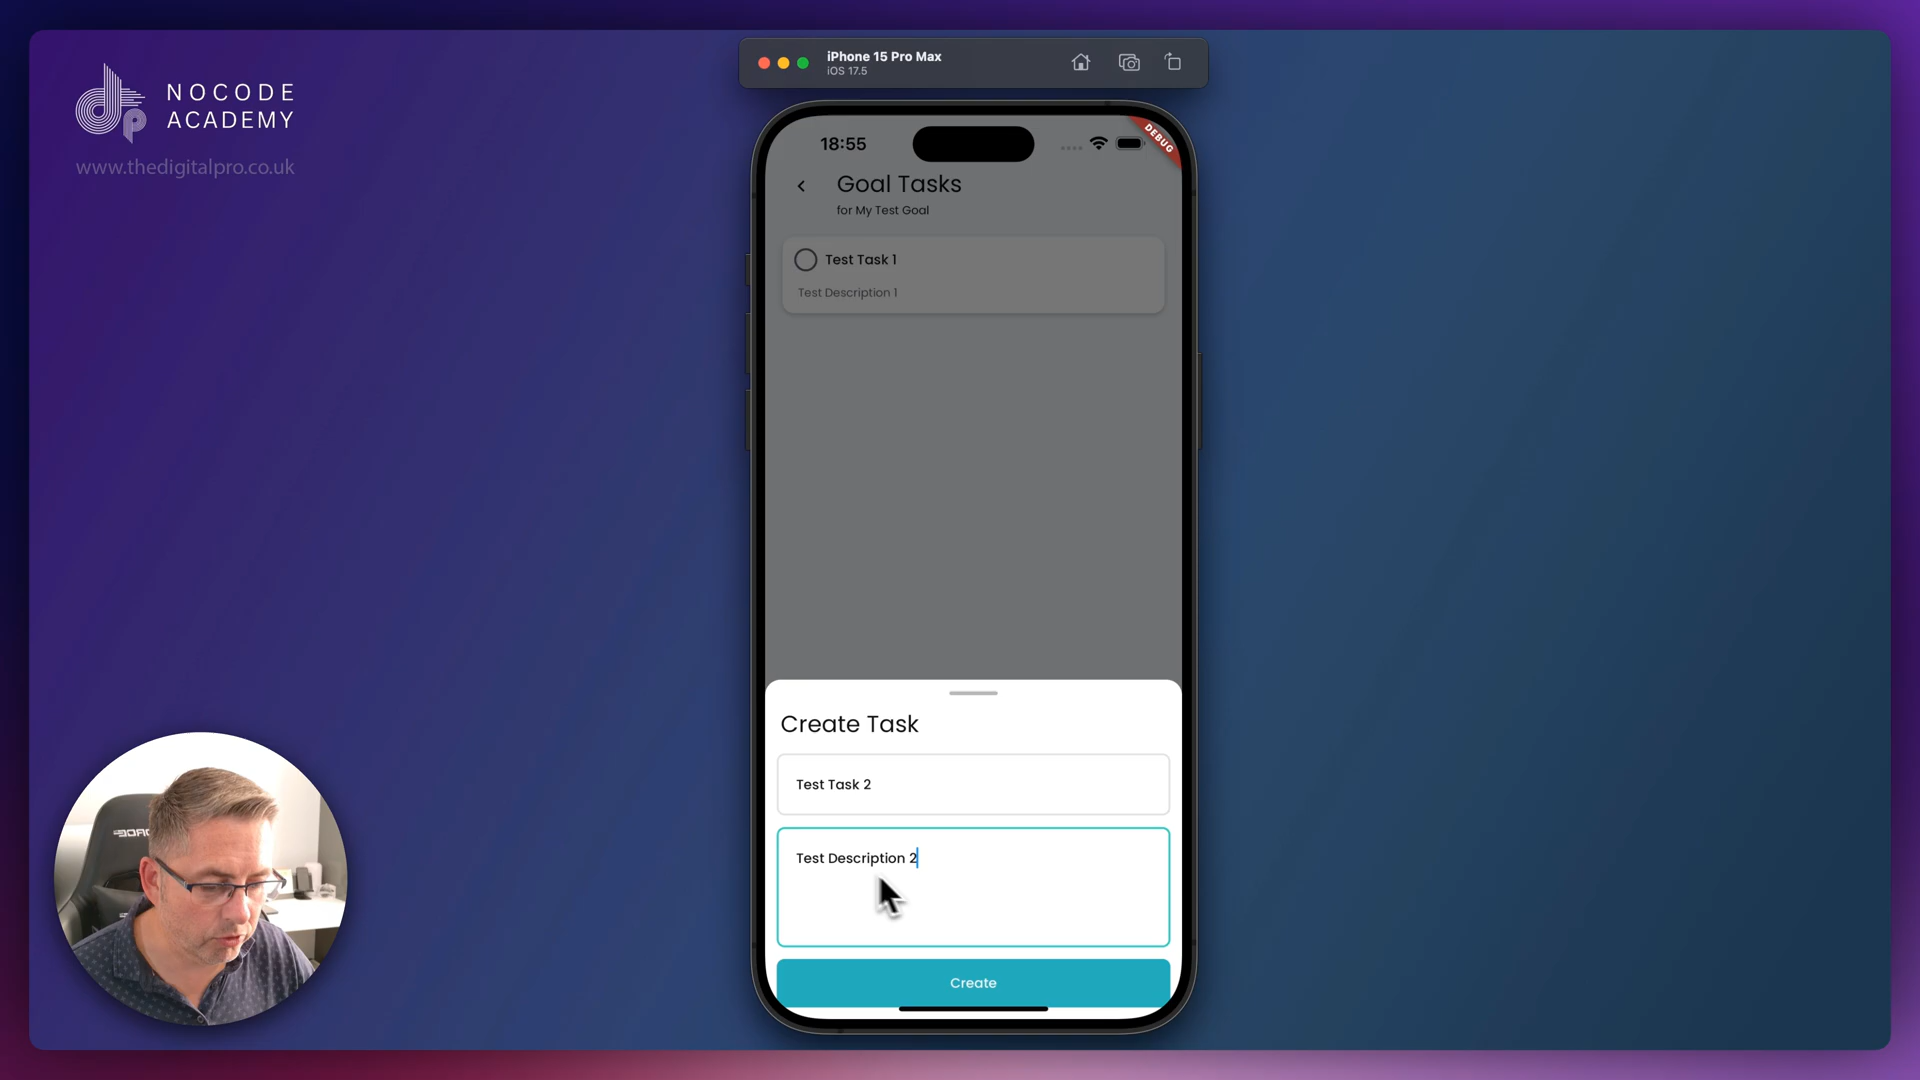 NOCODE
ACADEMY
www.thedigitalpro.co.uk
iPhone 15 Pro Max
iOS 17.5
18:55
DEBUG
Goal Tasks
for My Test Goal
Test Task 1
Test Description 1
Create Task
Test Task 2
Test Description 2
Create